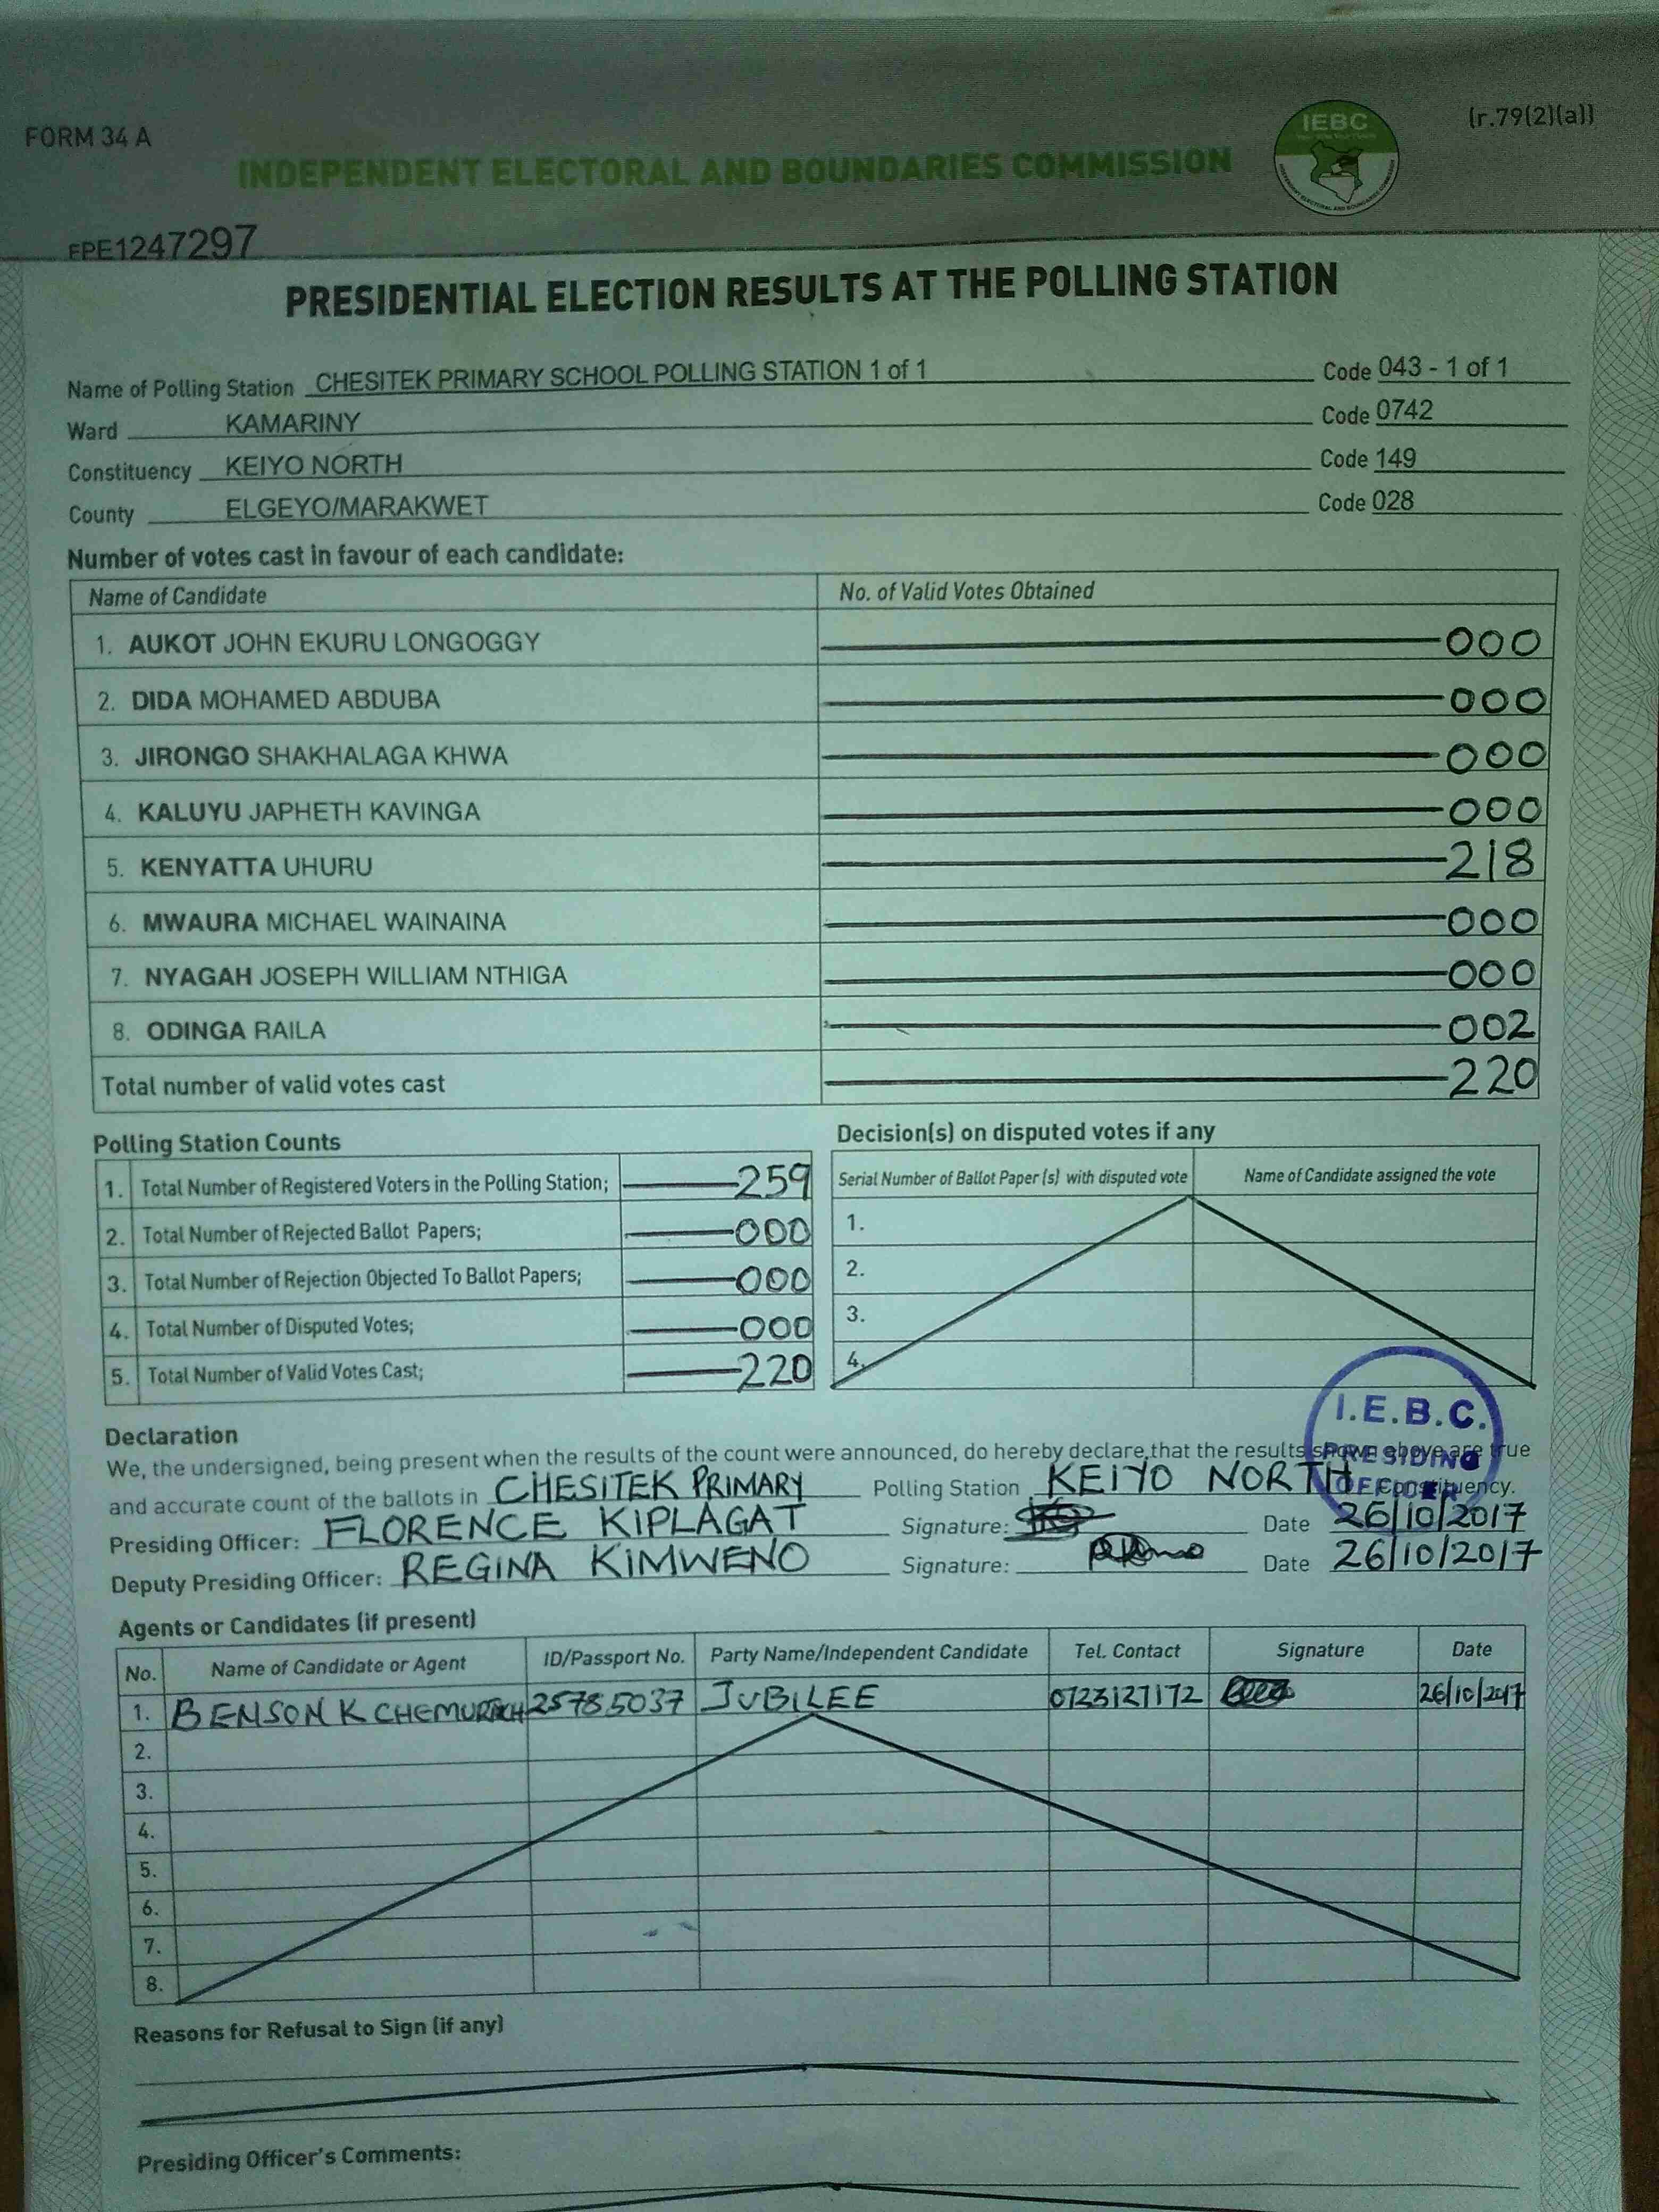 FORM 34 A
(r.79(2)(a))
IEBC
INDEPENDENT ELECTORAL AND BOUNDARIES COMMISSION
FPE1247297
PRESIDENTIAL ELECTION RESULTS AT THE POLLING STATION
Name of Polling Station CHESITEK PRIMARY SCHOOL POLLING STATION 1 of 1 Code 043 - 1 of 1
Ward KAMARINY Code 0742
Constituency KEIYO NORTH Code 149
County ELGEYO/MARAKWET Code 028
Number of votes cast in favour of each candidate:
Name of Candidate No. of Valid Votes Obtained
1. AUKOT JOHN EKURU LONGOGGY 000
2. DIDA MOHAMED ABDUBA 000
3. JIRONGO SHAKHALAGA KHWA 000
4. KALUYU JAPHETH KAVINGA 000
5. KENYATTA UHURU 218
6. MWAURA MICHAEL WAINAINA 000
7. NYAGAH JOSEPH WILLIAM NTHIGA 000
8. ODINGA RAILA 002
Total number of valid votes cast 220
Polling Station Counts
1. Total Number of Registered Voters in the Polling Station; 259
2. Total Number of Rejected Ballot Papers; 000
3. Total Number of Rejection Objected To Ballot Papers; 000
4. Total Number of Disputed Votes; 000
5. Total Number of Valid Votes Cast; 220
Decision(s) on disputed votes if any
Serial Number of Ballot Paper (s) with disputed vote Name of Candidate assigned the vote
1.
2.
3.
4.
I.E.B.C.
PRESIDING
OFFICER
Declaration
We, the undersigned, being present when the results of the count were announced, do hereby declare that the results shown above are true
and accurate count of the ballots in CHESITEK PRIMARY Polling Station KEIYO NORTH Constituency.
Presiding Officer: FLORENCE KIPLAGAT Signature: Date 26/10/2017
Deputy Presiding Officer: REGINA KIMWENO Signature: Date 26/10/2017
Agents or Candidates (if present)
No. Name of Candidate or Agent ID/Passport No. Party Name/Independent Candidate Tel. Contact Signature Date
1. BENSON K 25785037 JUBILEE 0723127172 26/10/2017
2.
3.
4.
5.
6.
7.
8.
Reasons for Refusal to Sign (if any)
Presiding Officer's Comments: